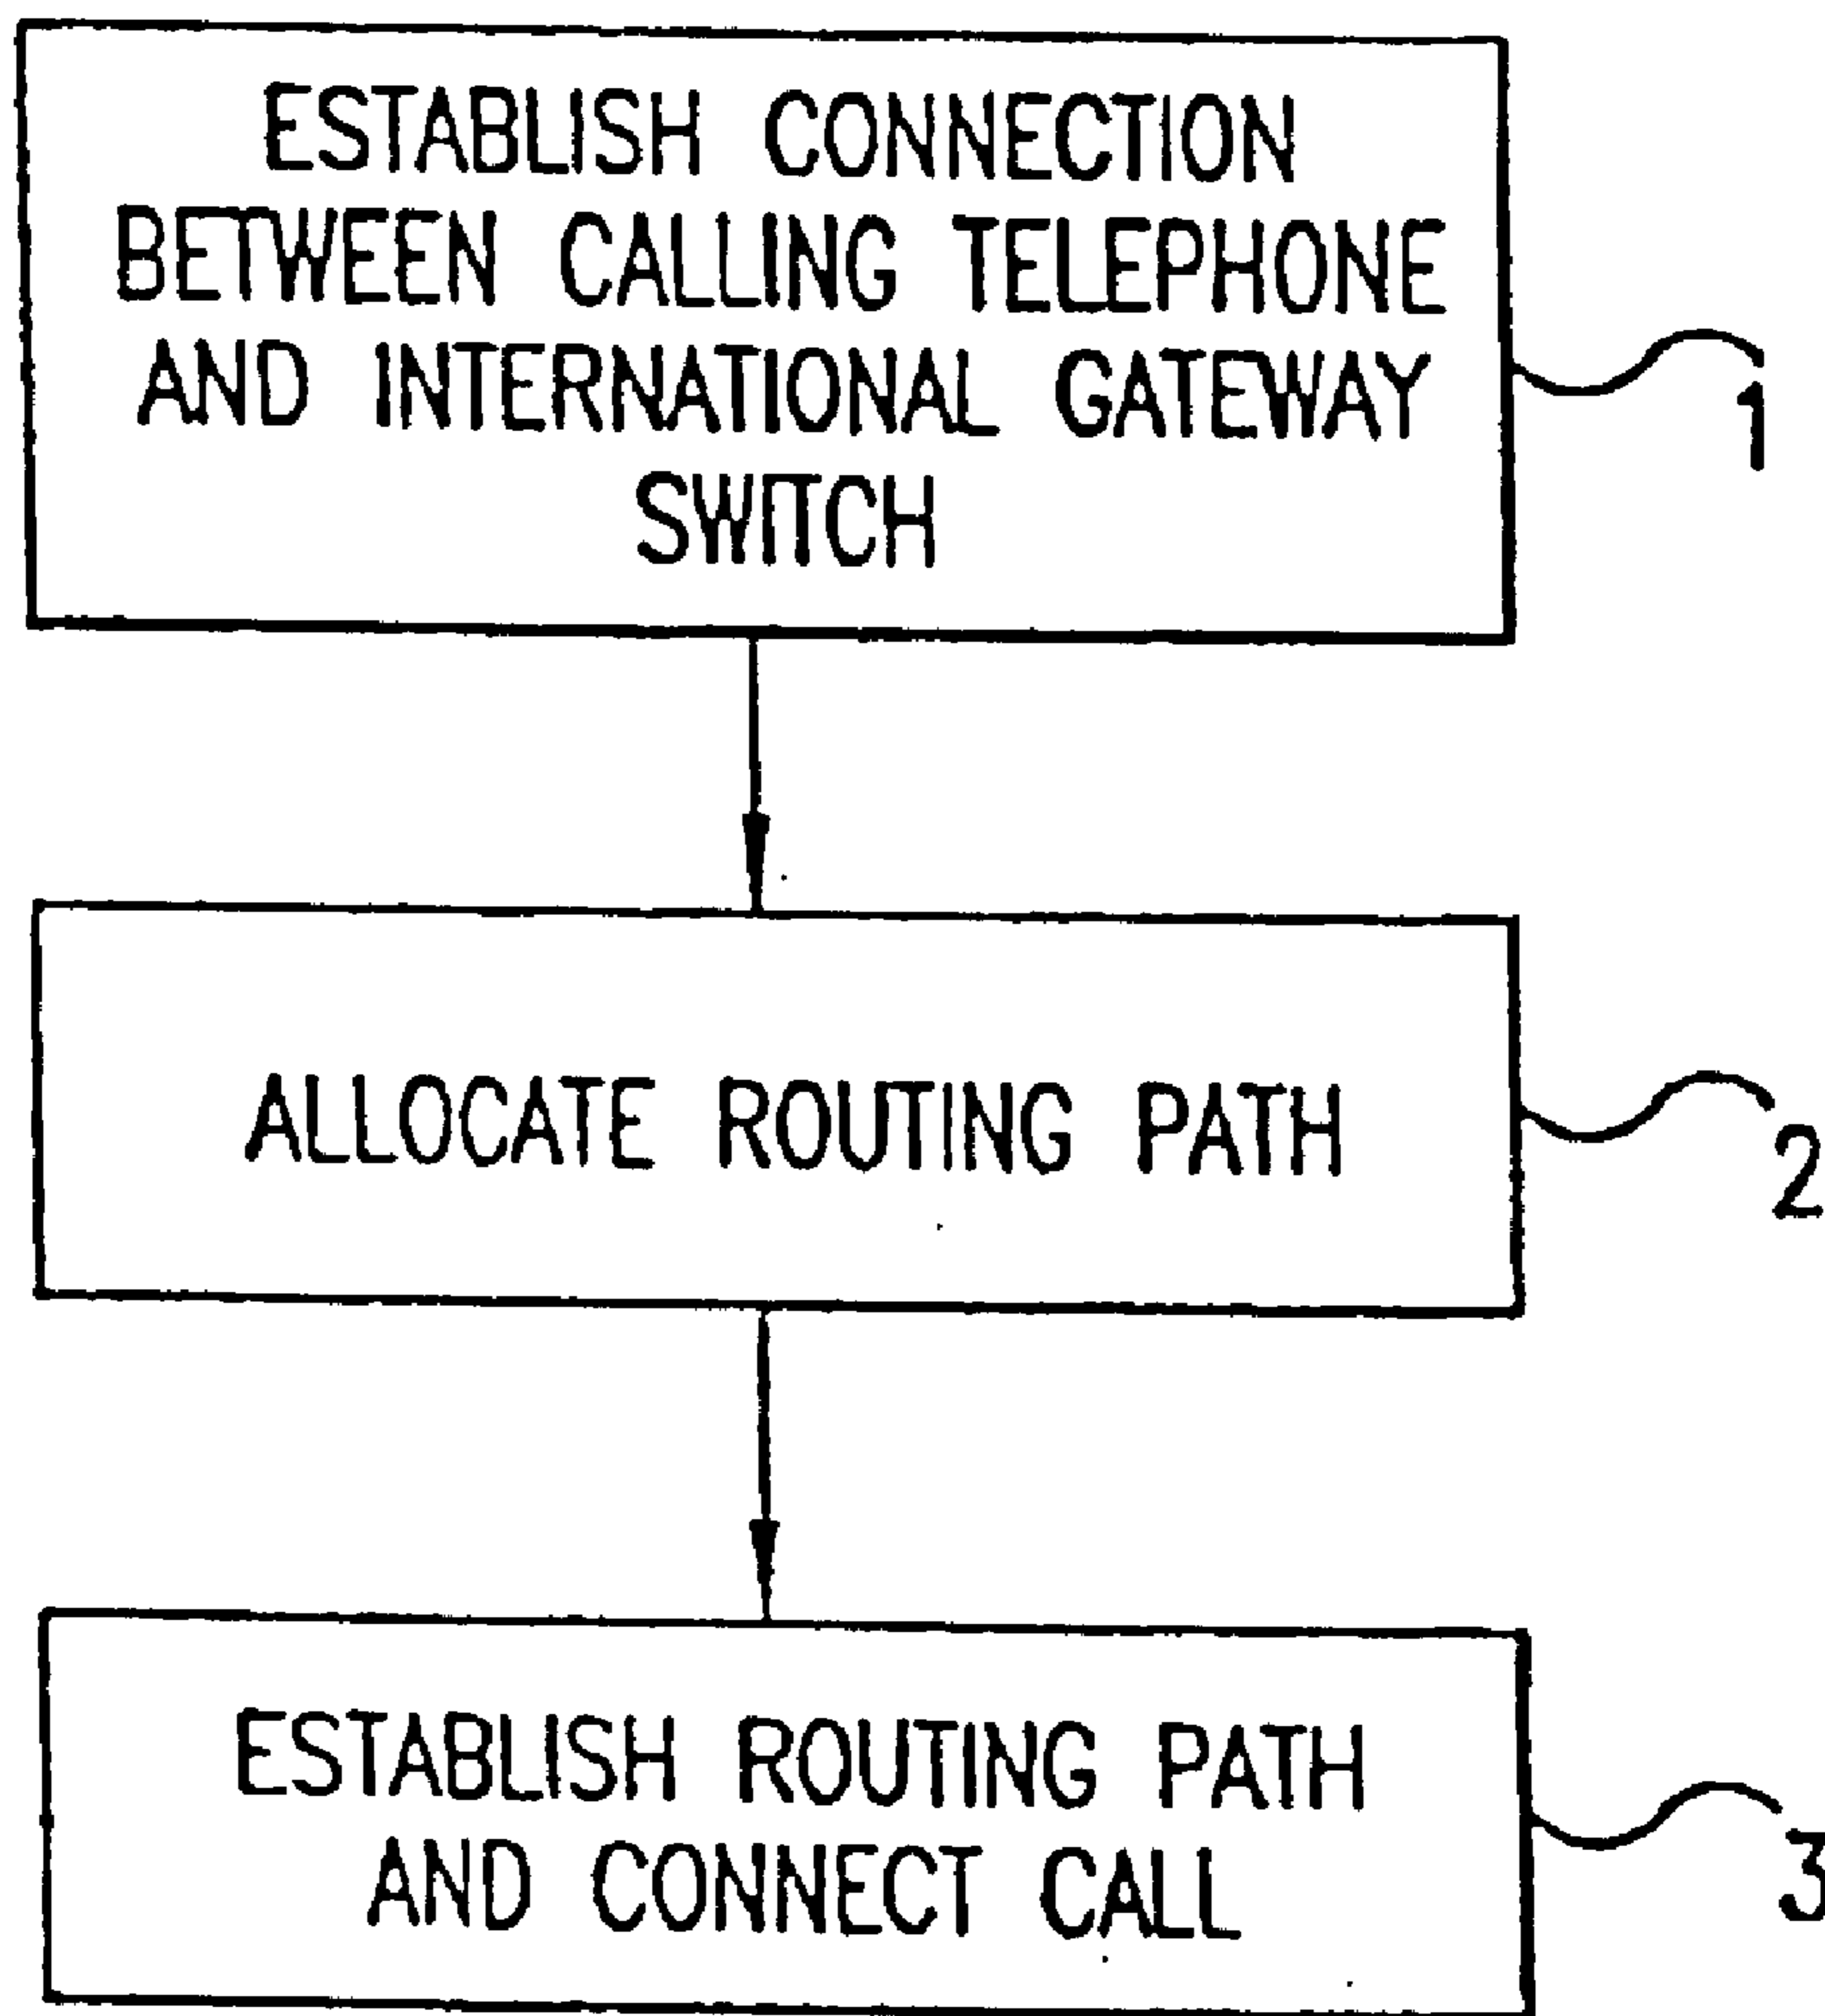 ESTABLISH CONNECTION
BETWEEN CALLING TELEPHONE
AND INTERNATIONAL GATEWAY
SWITCH
1
ALLOCATE ROUTING PATH
2
ESTABLISH ROUTING PATH
AND CONNECT CALL
3